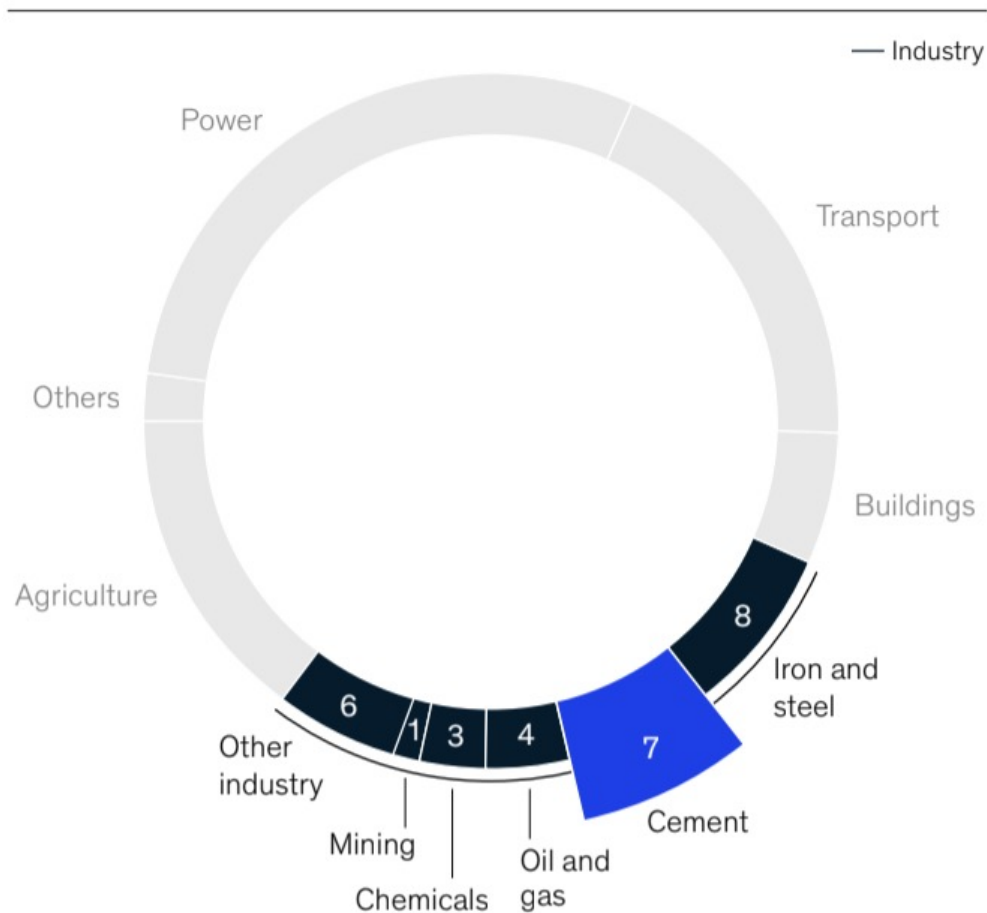 Industry
Power
Transport
Others
Buildings
Agriculture
8
Iron and
steel
7
Cement
4
Oil and
gas
3
Chemicals
1
Mining
6
Other
industry